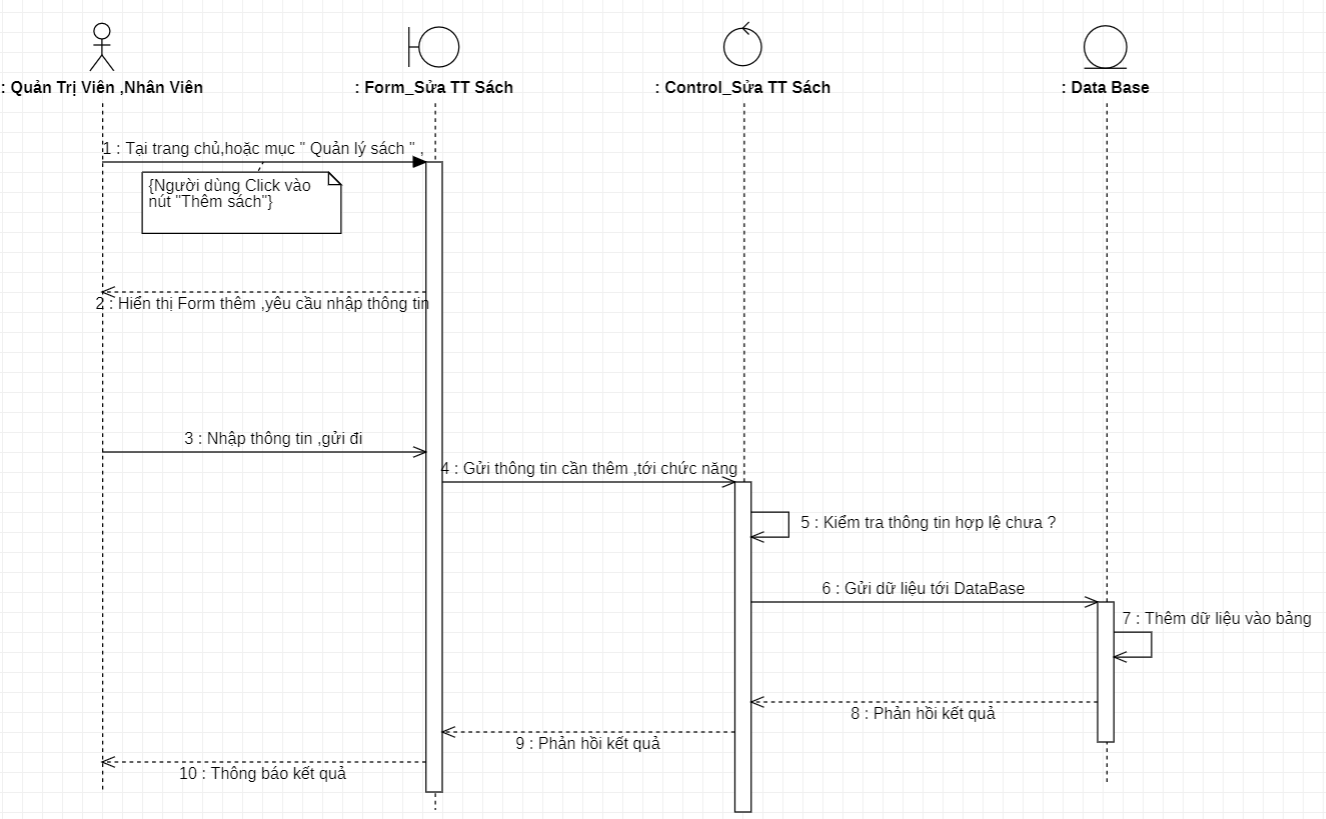 : Quản Trị Viên ,Nhân Viên
: Form_Sửa TT Sách
: Control_Sửa TT Sách
: Data Base
1 : Tại trang chủ,hoặc mục " Quản lý sách " ,
{Người dùng Click vào
nút "Thêm sách"}
2 : Hiển thị Form thêm ,yêu cầu nhập thông tin
3 : Nhập thông tin ,gửi đi
4 : Gửi thông tin cần thêm ,tới chức năng
5 : Kiểm tra thông tin hợp lệ chưa ?
6 : Gửi dữ liệu tới DataBase
7 : Thêm dữ liệu vào bảng
8 : Phản hồi kết quả
9 : Phản hồi kết quả
10 : Thông báo kết quả